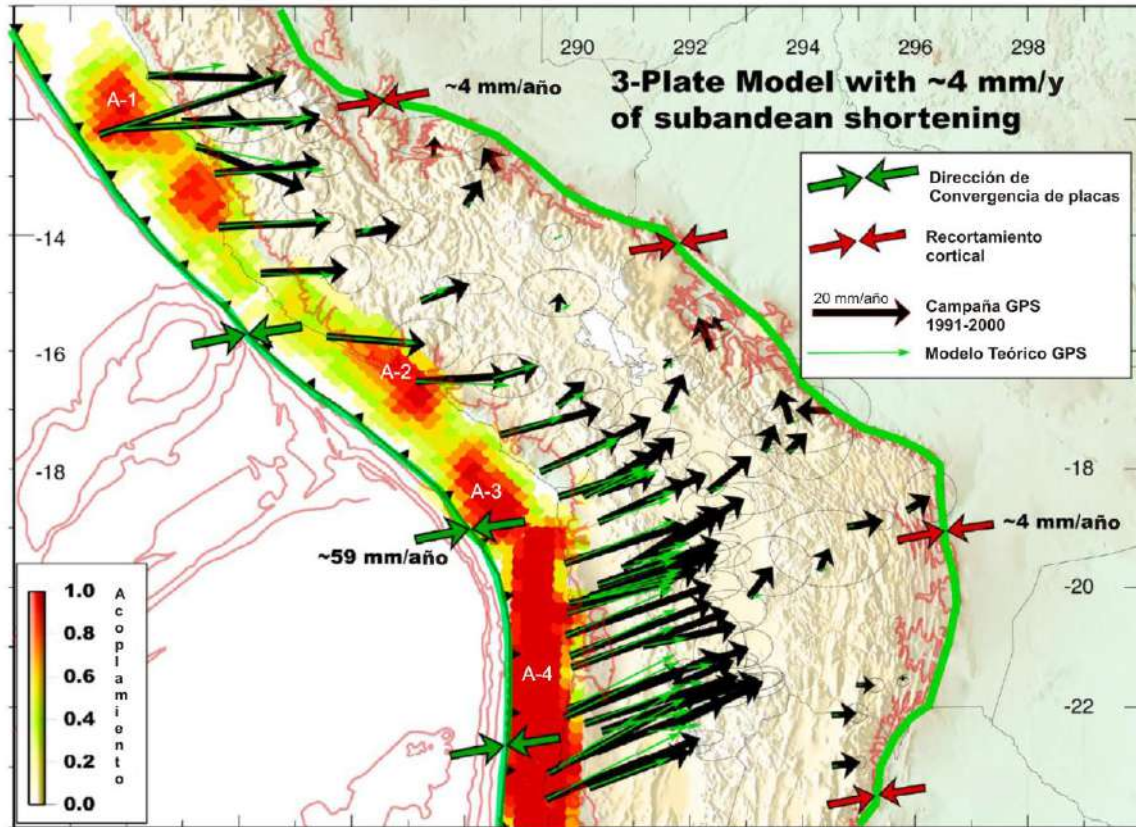 290 292 294 296 298
3-Plate Model with ~4 mm/y
of subandean shortening
~4 mm/año
A-1
Dirección de
Convergencia de placas
Recortamiento
cortical
20 mm/año
Campaña GPS
1991-2000
Modelo Teórico GPS
-14
-16
A-2
-18
-18
A-3
~4 mm/año
~59 mm/año
-20
A-4
-22
1.0
0.8
0.6
0.4
0.2
0.0
Acoplamiento